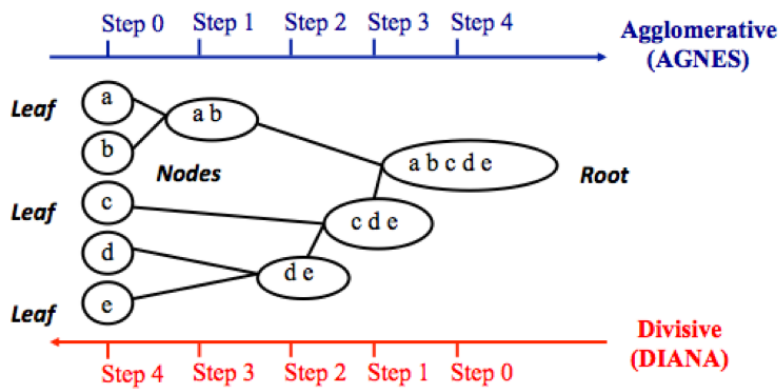 Step 0 Step 1 Step 2 Step 3 Step 4
Agglomerative
(AGNES)
Leaf
a
a b
b
Nodes
a b c d e
Root
Leaf
c
c d e
d
d e
Leaf
e
Divisive
(DIANA)
Step 4 Step 3 Step 2 Step 1 Step 0